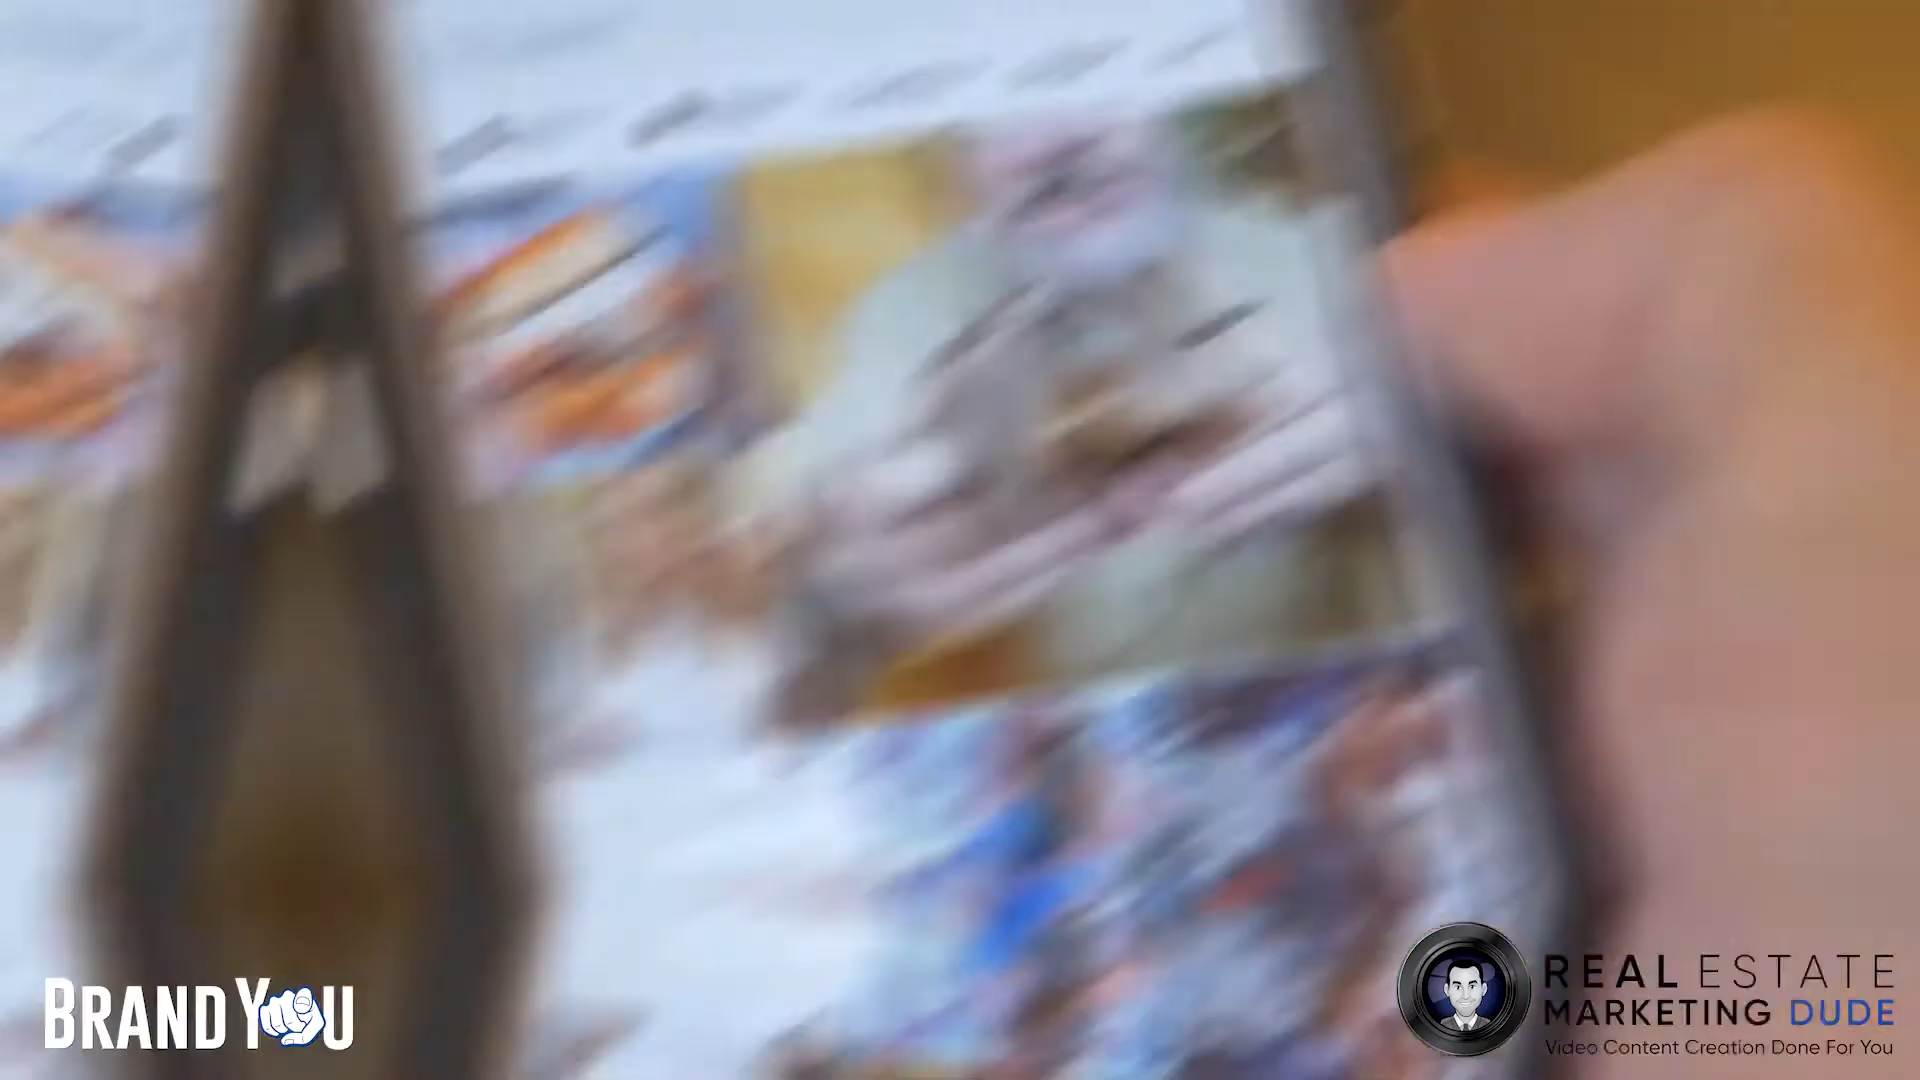 BRAND YOU
REAL ESTATE
MARKETING DUDE
Video Content Creation Done For You